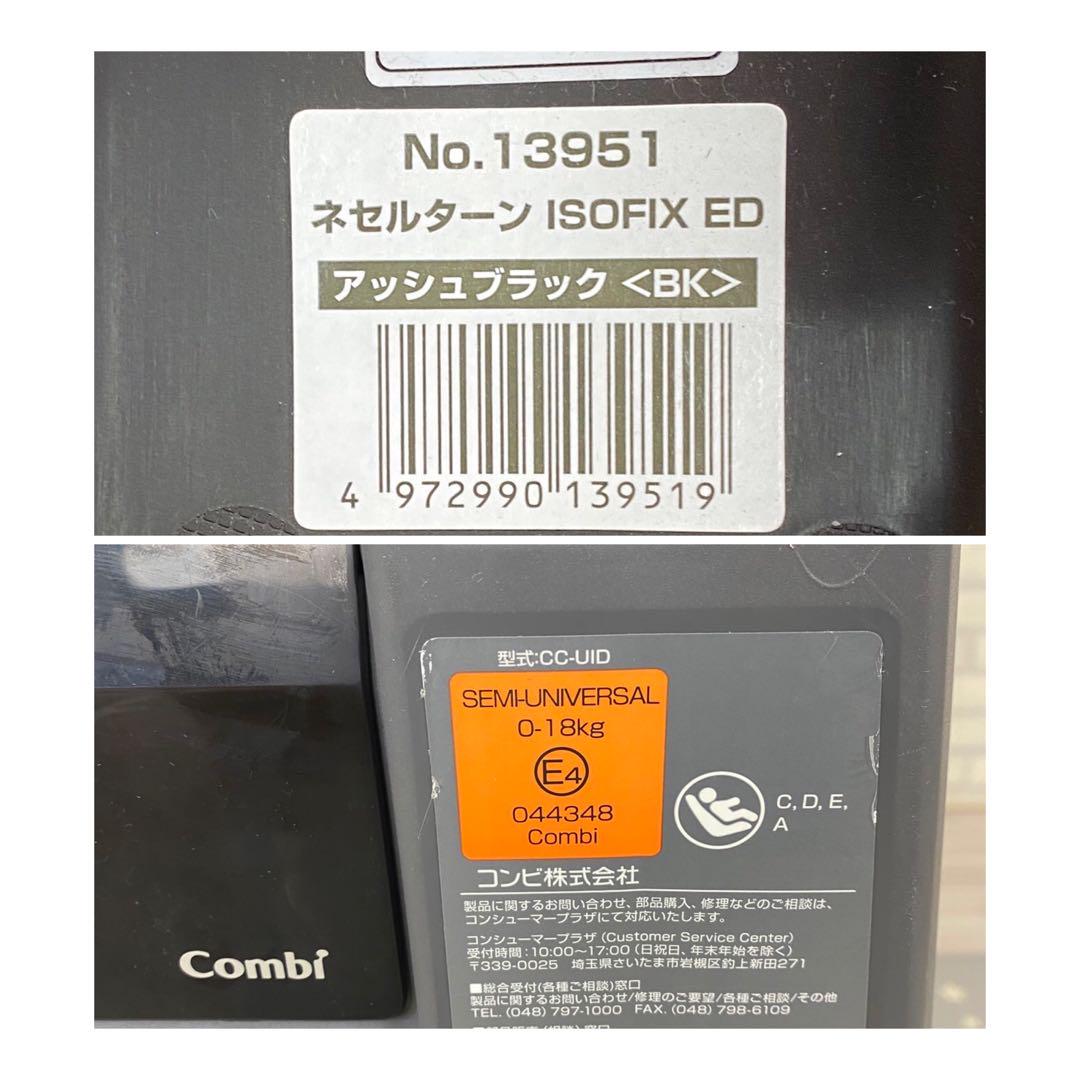 No.13951
ネセルターン ISOFIX ED
アッシュブラック <BK>
4 972990 139519
型式:CC-UID
SEMI-UNIVERSAL
0-18kg
E4
044348
Combi
C, D, E,
A
コンビ株式会社
製品に関するお問い合わせ、部品購入、修理などのご相談は、
コンシューマープラザにて対応いたします。
コンシューマープラザ (Customer Service Center)
受付時間:10:00～17:00 (日祝日、年末年始を除く)
〒339-0025 埼玉県さいたま市岩槻区釣上新田271
■総合受付(各種ご相談)窓口
製品に関するお問い合わせ/修理のご要望/各種ご相談/その他
TEL. (048) 797-1000 FAX. (048) 798-6109
■部品販売(相談)窓口
Combi